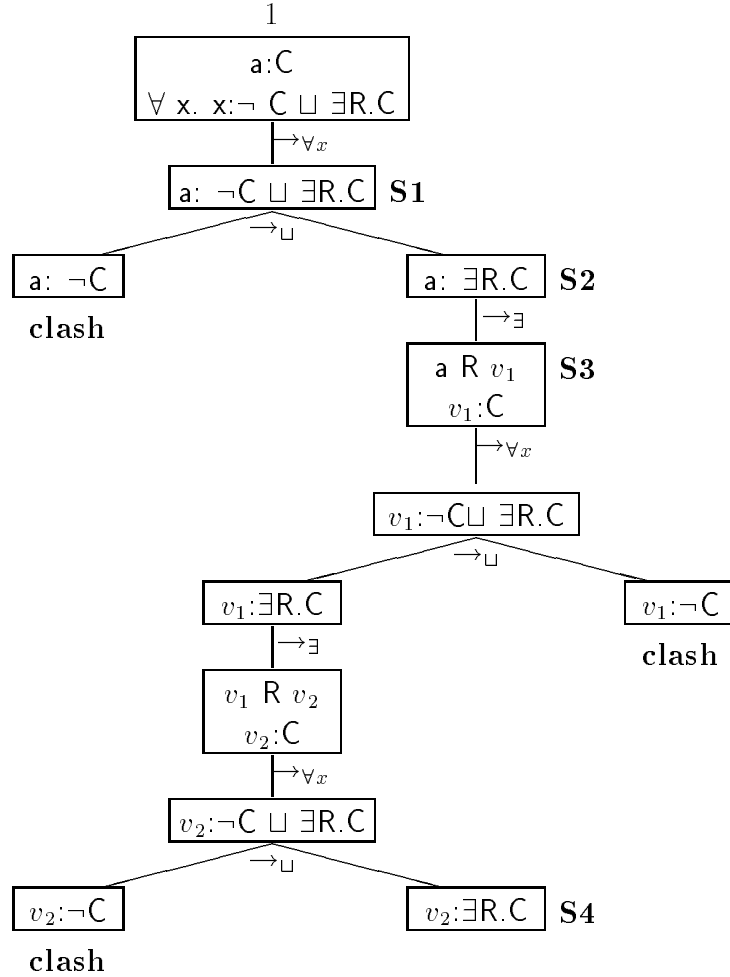 1
a:C
∀ x. x:¬ C ⊔ ∃R.C
→∀x
a: ¬C ⊔ ∃R.C S1
→⊔
a: ¬C a: ∃R.C S2
clash
→∃
a R v₁ S3
v₁:C
→∀x
v₁:¬C⊔ ∃R.C
→⊔
v₁:∃R.C v₁:¬C
→∃ clash
v₁ R v₂
v₂:C
→∀x
v₂:¬C ⊔ ∃R.C
→⊔
v₂:¬C v₂:∃R.C S4
clash